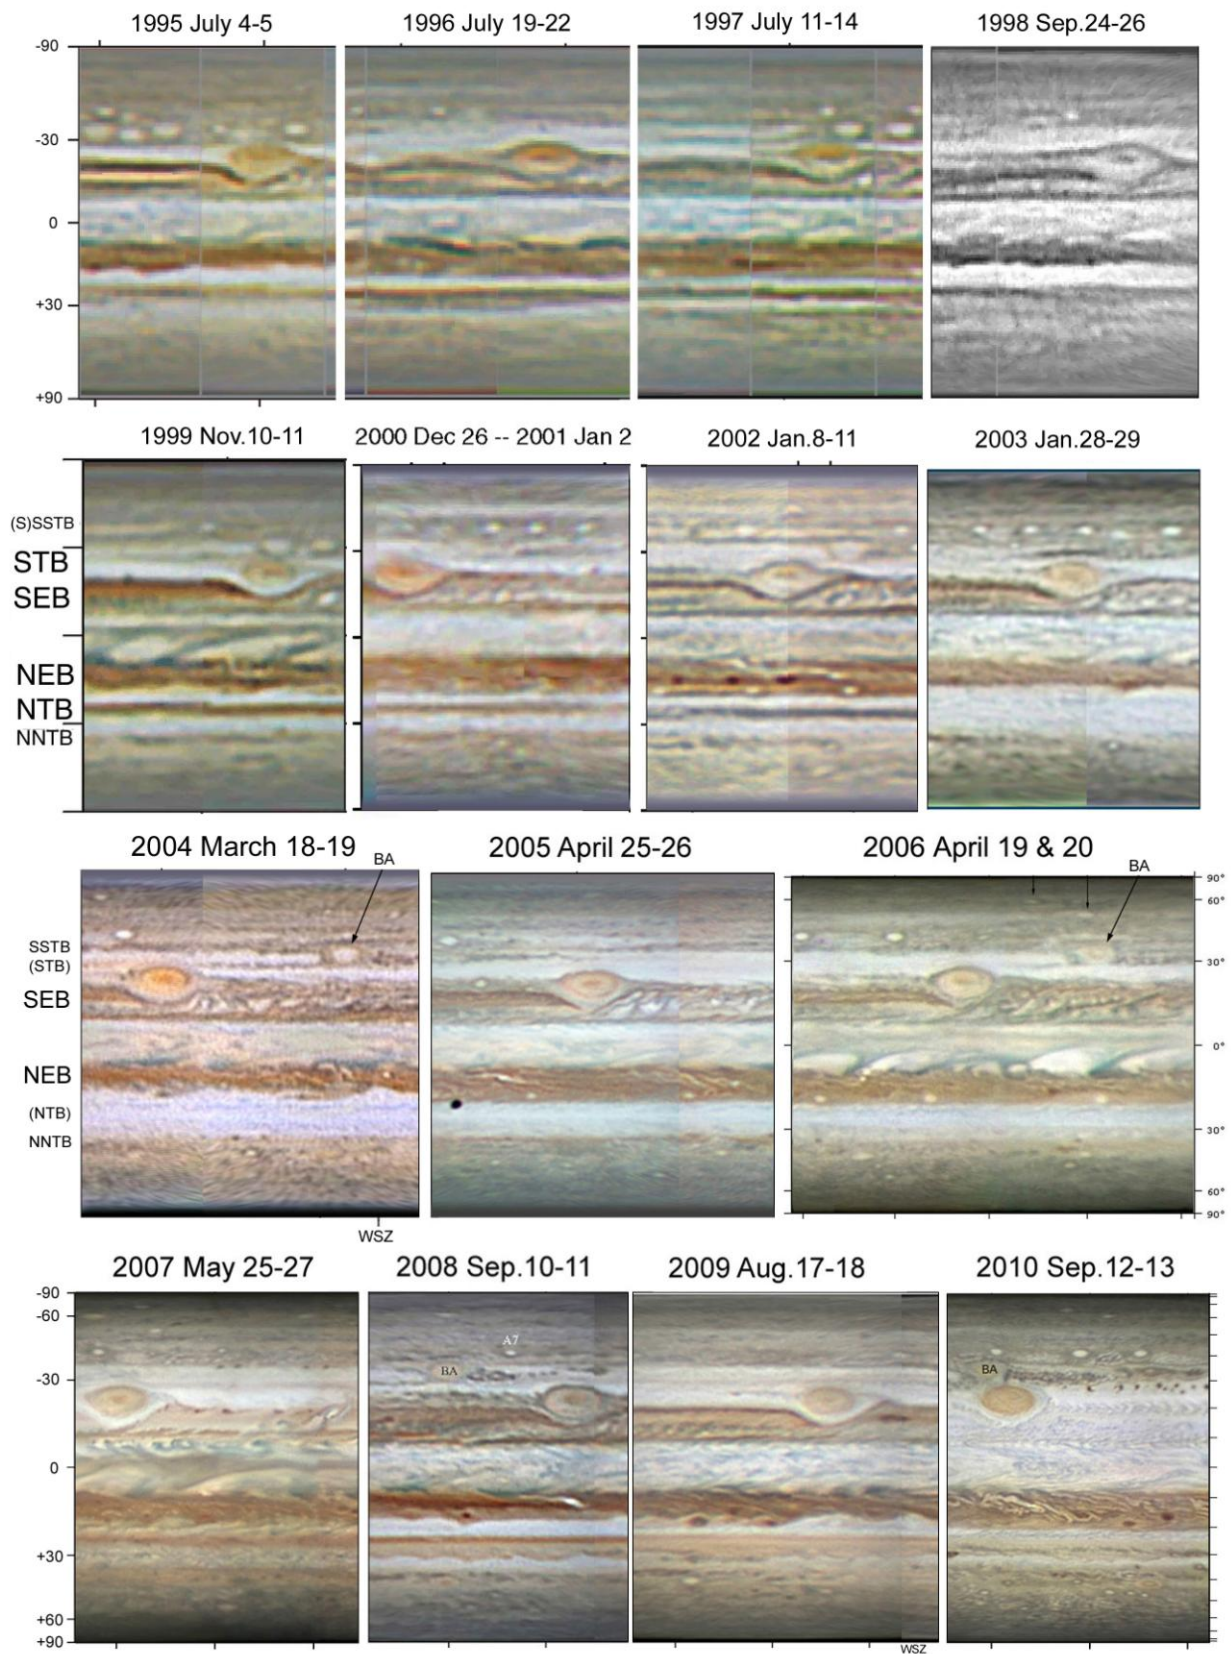 1995 July 4-5
1996 July 19-22
1997 July 11-14
1998 Sep.24-26
-90
-30
0
+30
+90
1999 Nov.10-11
2000 Dec 26 -- 2001 Jan 2
2002 Jan.8-11
2003 Jan.28-29
(S)SSTB
STB
SEB
NEB
NTB
NNTB
2004 March 18-19
BA
2005 April 25-26
2006 April 19 & 20
BA
SSTB
(STB)
SEB
NEB
(NTB)
NNTB
WSZ
90°
60°
30°
0°
30°
60°
90°
2007 May 25-27
2008 Sep.10-11
2009 Aug.17-18
2010 Sep.12-13
-90
-60
-30
0
+30
+60
+90
A7
BA
BA
WSZ